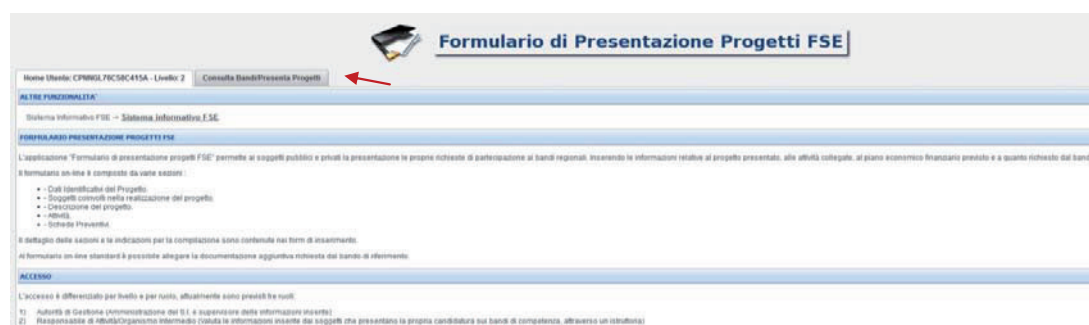 Formulario di Presentazione Progetti FSE
Home Utente: CPMNGL78C58C415A - Livello: 2 Consulta Bandi/Presenta Progetti
ALTRE FUNZIONALITA'
Sistema Informativo FSE → Sistema Informativo FSE
FORMULARIO PRESENTAZIONE PROGETTI FSE
L'applicazione "Formulario di presentazione progetti FSE" permette ai soggetti pubblici e privati la presentazione le proprie richieste di partecipazione ai bandi regionali, inserendo le informazioni relative al progetto presentato, alle attività collegate, al piano economico finanziario previsto e a quanto richiesto dal band
Il formulario on-line è composto da varie sezioni :
- Dati Identificativi del Progetto.
- Soggetti coinvolti nella realizzazione del progetto.
- Descrizione del progetto.
- Attività.
- Schede Preventivi.
Il dettaglio delle sezioni e le indicazioni per la compilazione sono contenute nei form di inserimento.
Al formulario on-line standard è possibile allegare la documentazione aggiuntiva richiesta dal bando di riferimento.
ACCESSO
L'accesso è differenziato per livello e per ruolo, attualmente sono previsti tre ruoli:
1) Autorità di Gestione (Amministrazione del S.I. e supervisore delle informazioni inserite)
2) Responsabile di Attività/Organismo Intermedio (valuta le informazioni inserite dai soggetti che presentano la propria candidatura sui bandi di competenza, attraverso un istruttoria)